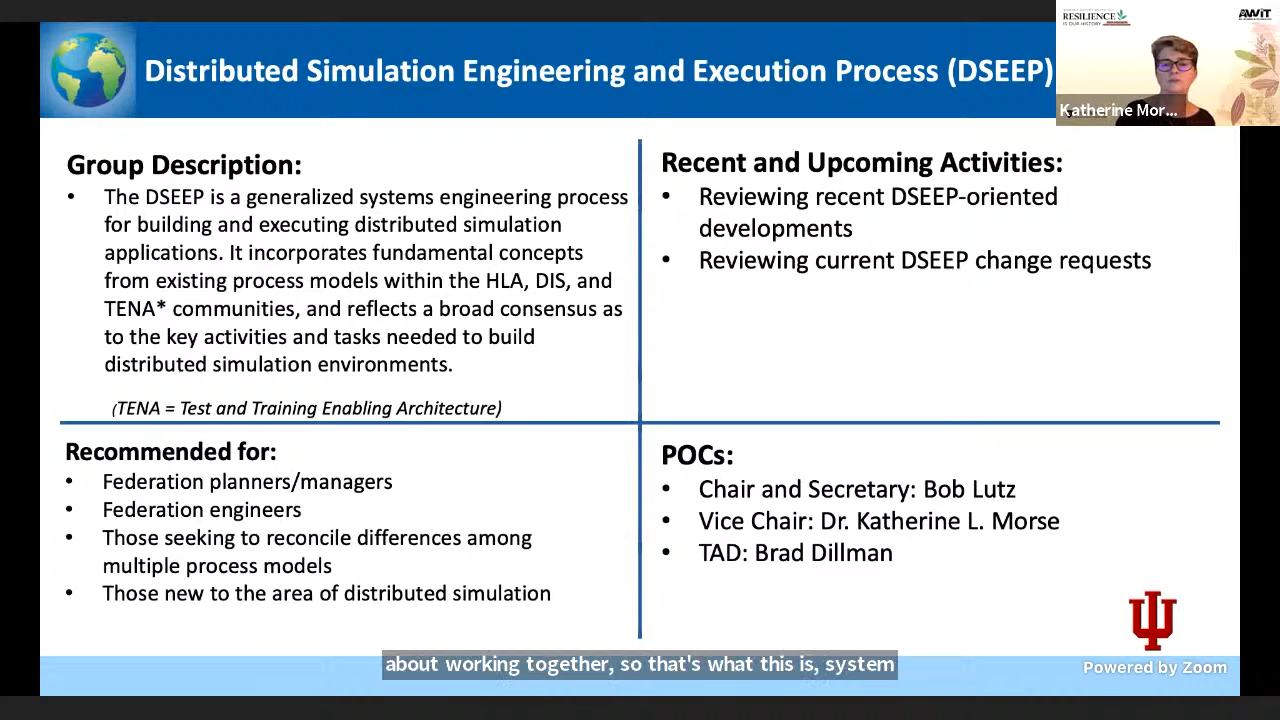 Distributed Simulation Engineering and Execution Process (DSEEP)
RESILIENCE
IS OUR HISTORY
AWIT
Katherine Mor...
Group Description:
• The DSEEP is a generalized systems engineering process
for building and executing distributed simulation
applications. It incorporates fundamental concepts
from existing process models within the HLA, DIS, and
TENA* communities, and reflects a broad consensus as
to the key activities and tasks needed to build
distributed simulation environments.
(TENA = Test and Training Enabling Architecture)
Recent and Upcoming Activities:
• Reviewing recent DSEEP-oriented
developments
• Reviewing current DSEEP change requests
Recommended for:
• Federation planners/managers
• Federation engineers
• Those seeking to reconcile differences among
multiple process models
• Those new to the area of distributed simulation
POCs:
• Chair and Secretary: Bob Lutz
• Vice Chair: Dr. Katherine L. Morse
• TAD: Brad Dillman
about working together, so that's what this is, system
Powered by Zoom